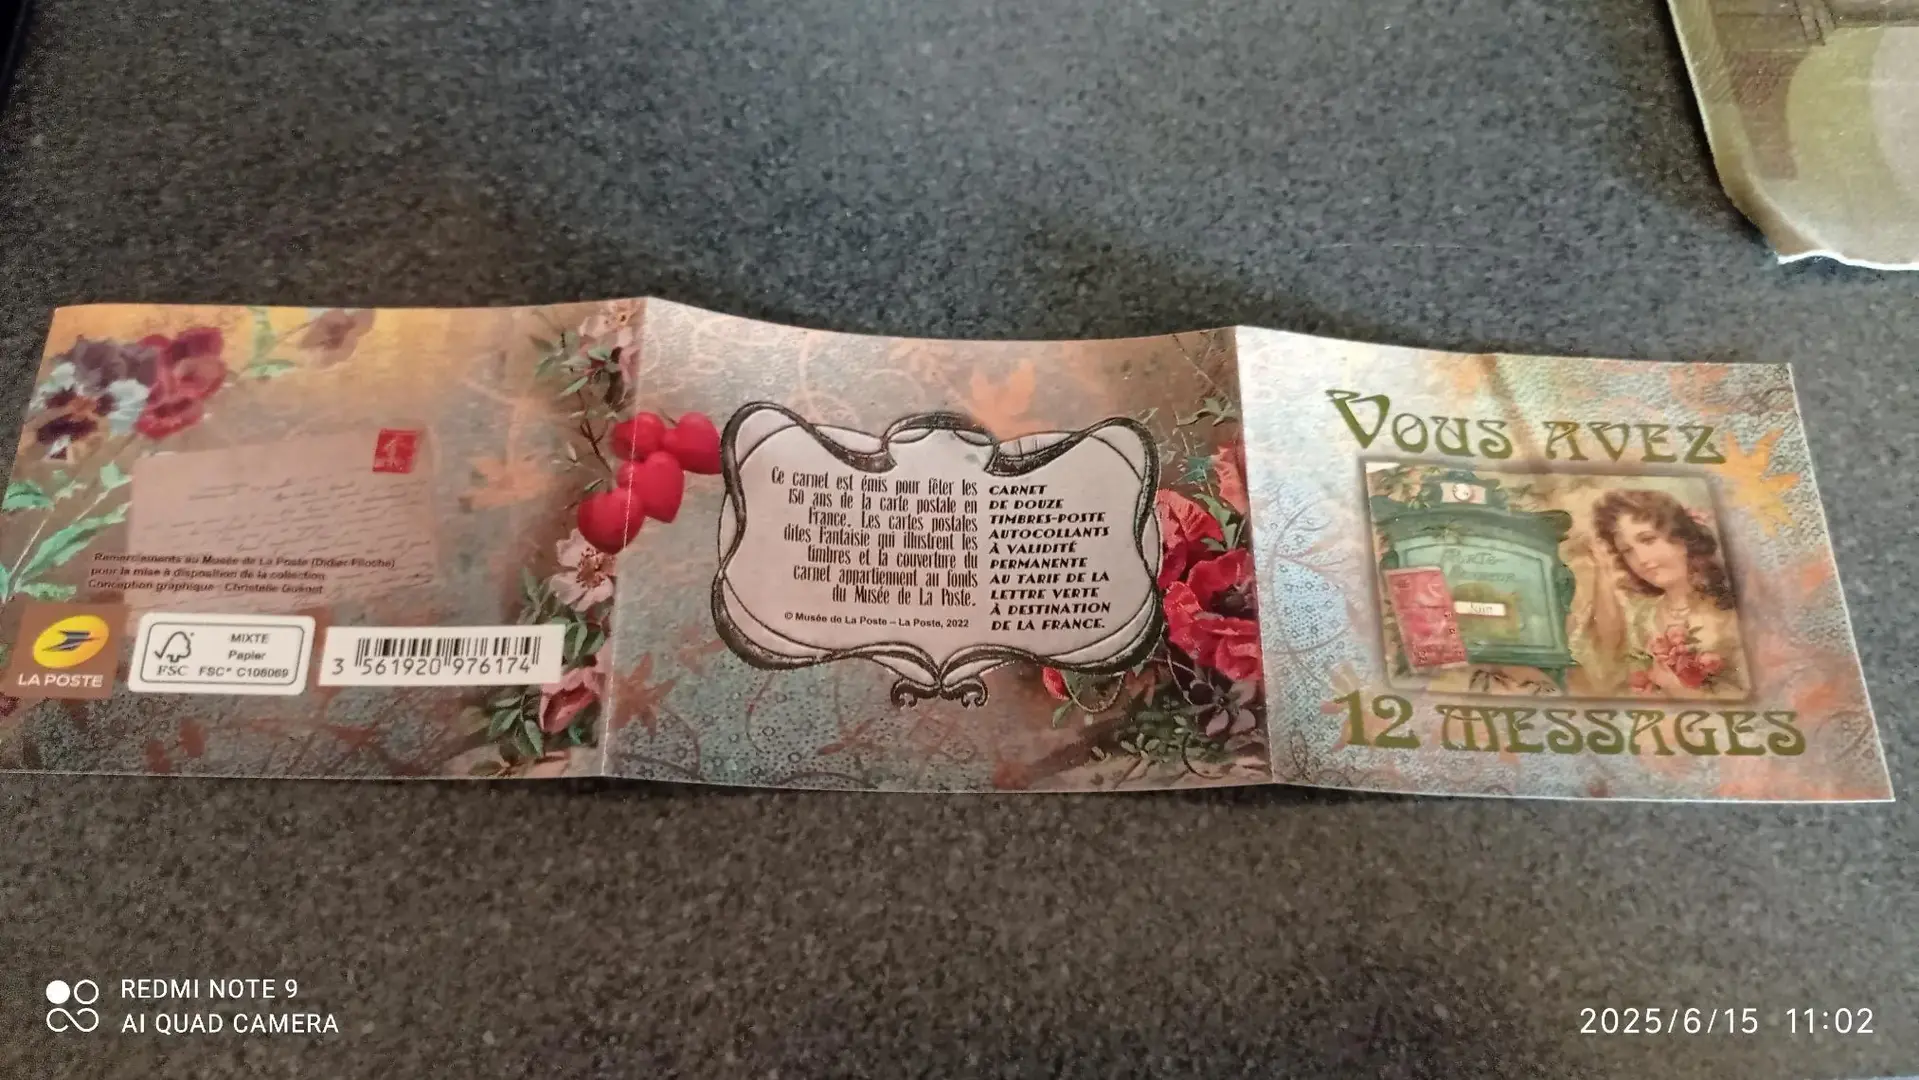 Remerciements au Musée de La Poste (Didier Filoche)
pour la mise à disposition de la collection
Conception graphique : Christelle Guénot
LA POSTE
FSC
MIXTE
Papier
FSC® C108069
3 561920 976174
Ce carnet est émis pour fêter les
150 ans de la carte postale en
France. Les cartes postales
dites Fantaisie qui illustrent les
timbres et la couverture du
carnet appartiennent au fonds
du Musée de La Poste.
© Musée de La Poste – La Poste, 2022
CARNET
DE DOUZE
TIMBRES-POSTE
AUTOCOLLANTS
À VALIDITÉ
PERMANENTE
AU TARIF DE LA
LETTRE VERTE
À DESTINATION
DE LA FRANCE.
VOUS AVEZ
12 MESSAGES
REDMI NOTE 9
AI QUAD CAMERA
2025/6/15 11:02